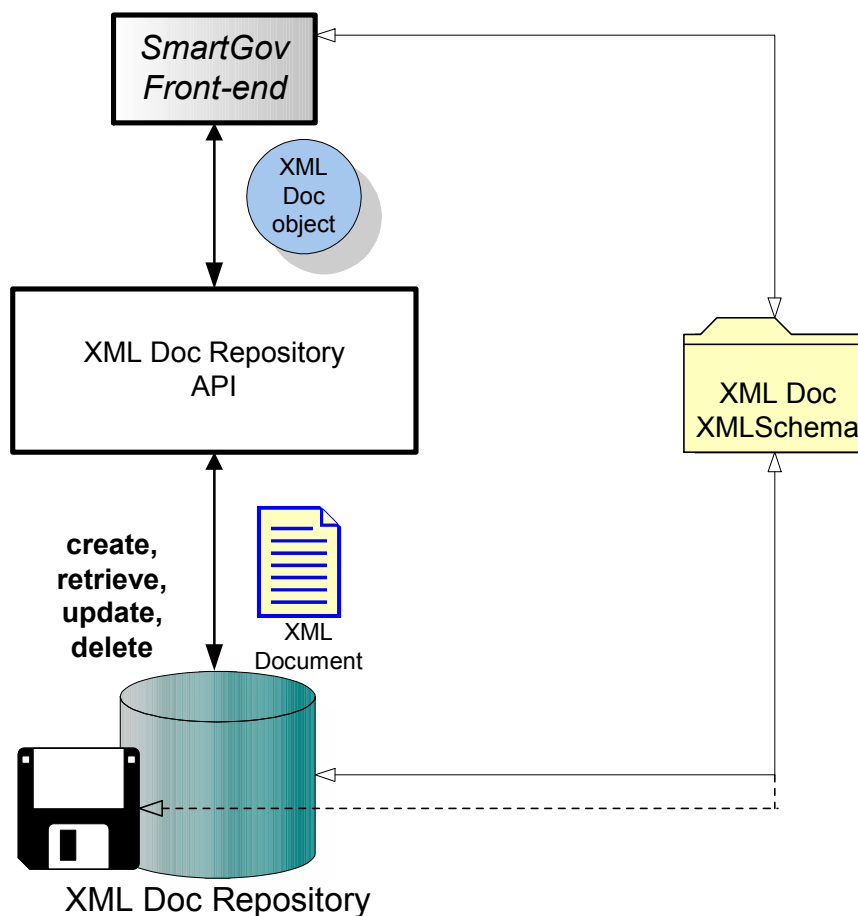 SmartGov
Front-end
XML
Doc
object
XML Doc Repository
API
XML Doc
XMLSchema
create,
retrieve,
update,
delete
XML
Document
XML Doc Repository